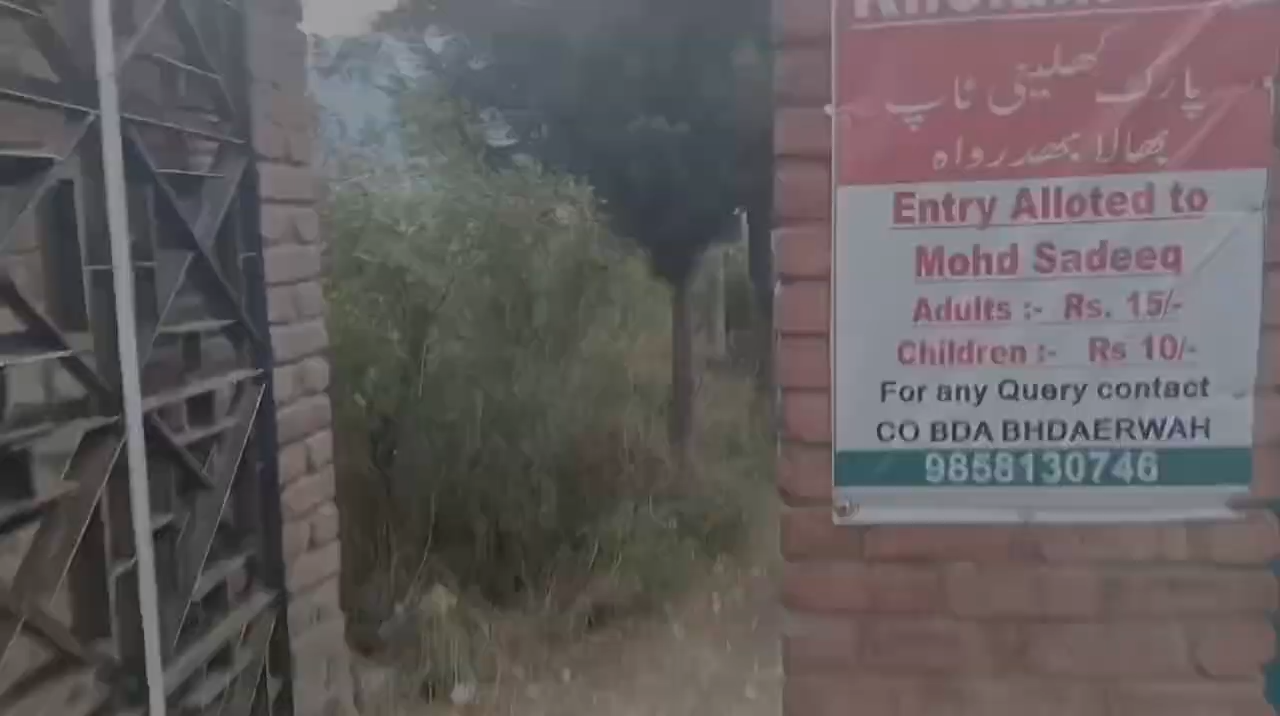 پارک کھلینی ٹاپ
بھالا بھدرواہ
Entry Alloted to
Mohd Sadeeq
Adults :- Rs. 15/-
Children :- Rs 10/-
For any Query contact
CO BDA BHDAERWAH
9858130746